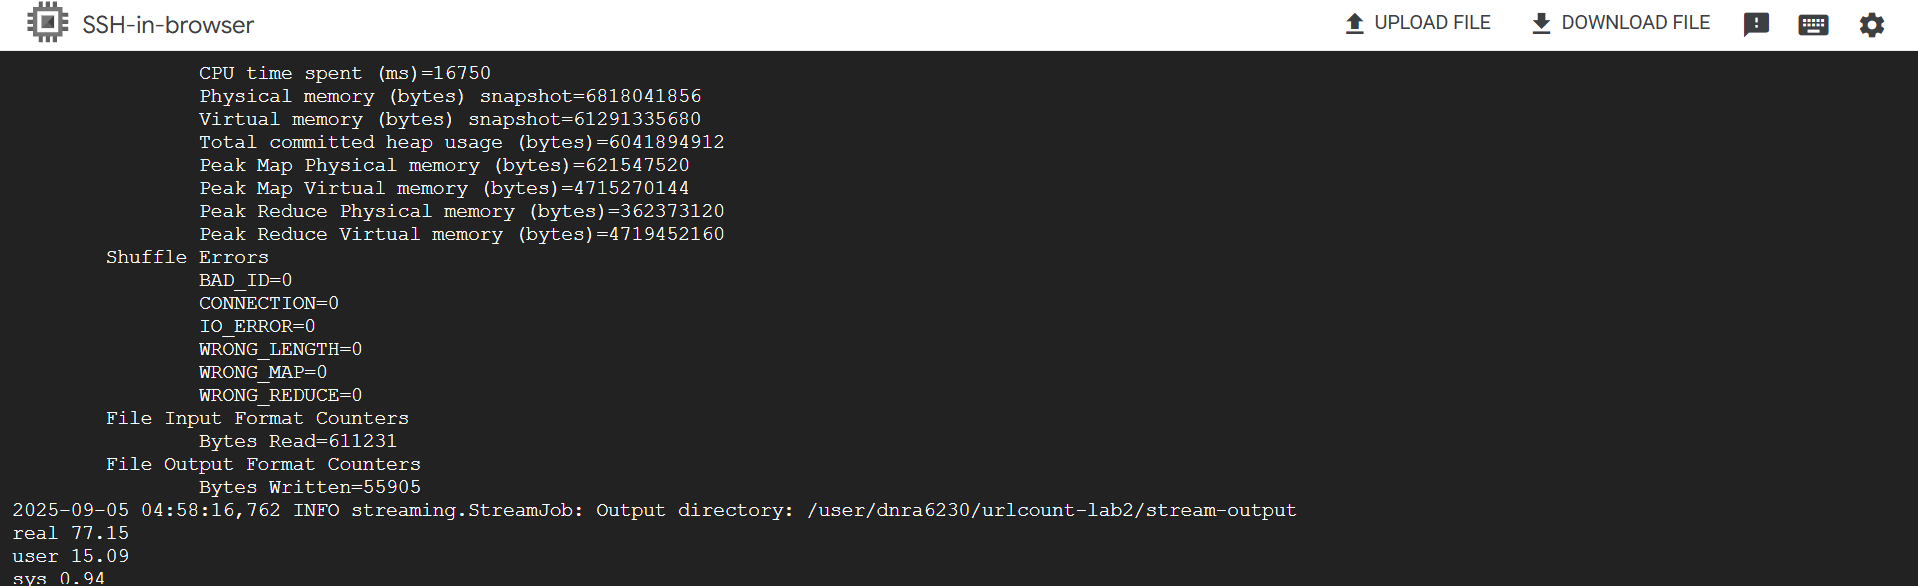 SSH-in-browser
UPLOAD FILE
DOWNLOAD FILE
CPU time spent (ms)=16750
Physical memory (bytes) snapshot=6818041856
Virtual memory (bytes) snapshot=61291335680
Total committed heap usage (bytes)=6041894912
Peak Map Physical memory (bytes)=621547520
Peak Map Virtual memory (bytes)=4715270144
Peak Reduce Physical memory (bytes)=362373120
Peak Reduce Virtual memory (bytes)=4719452160
Shuffle Errors
BAD_ID=0
CONNECTION=0
IO_ERROR=0
WRONG_LENGTH=0
WRONG_MAP=0
WRONG_REDUCE=0
File Input Format Counters
Bytes Read=611231
File Output Format Counters
Bytes Written=55905
2025-09-05 04:58:16,762 INFO streaming.StreamJob: Output directory: /user/dnra6230/urlcount-lab2/stream-output
real 77.15
user 15.09
sys 0.94